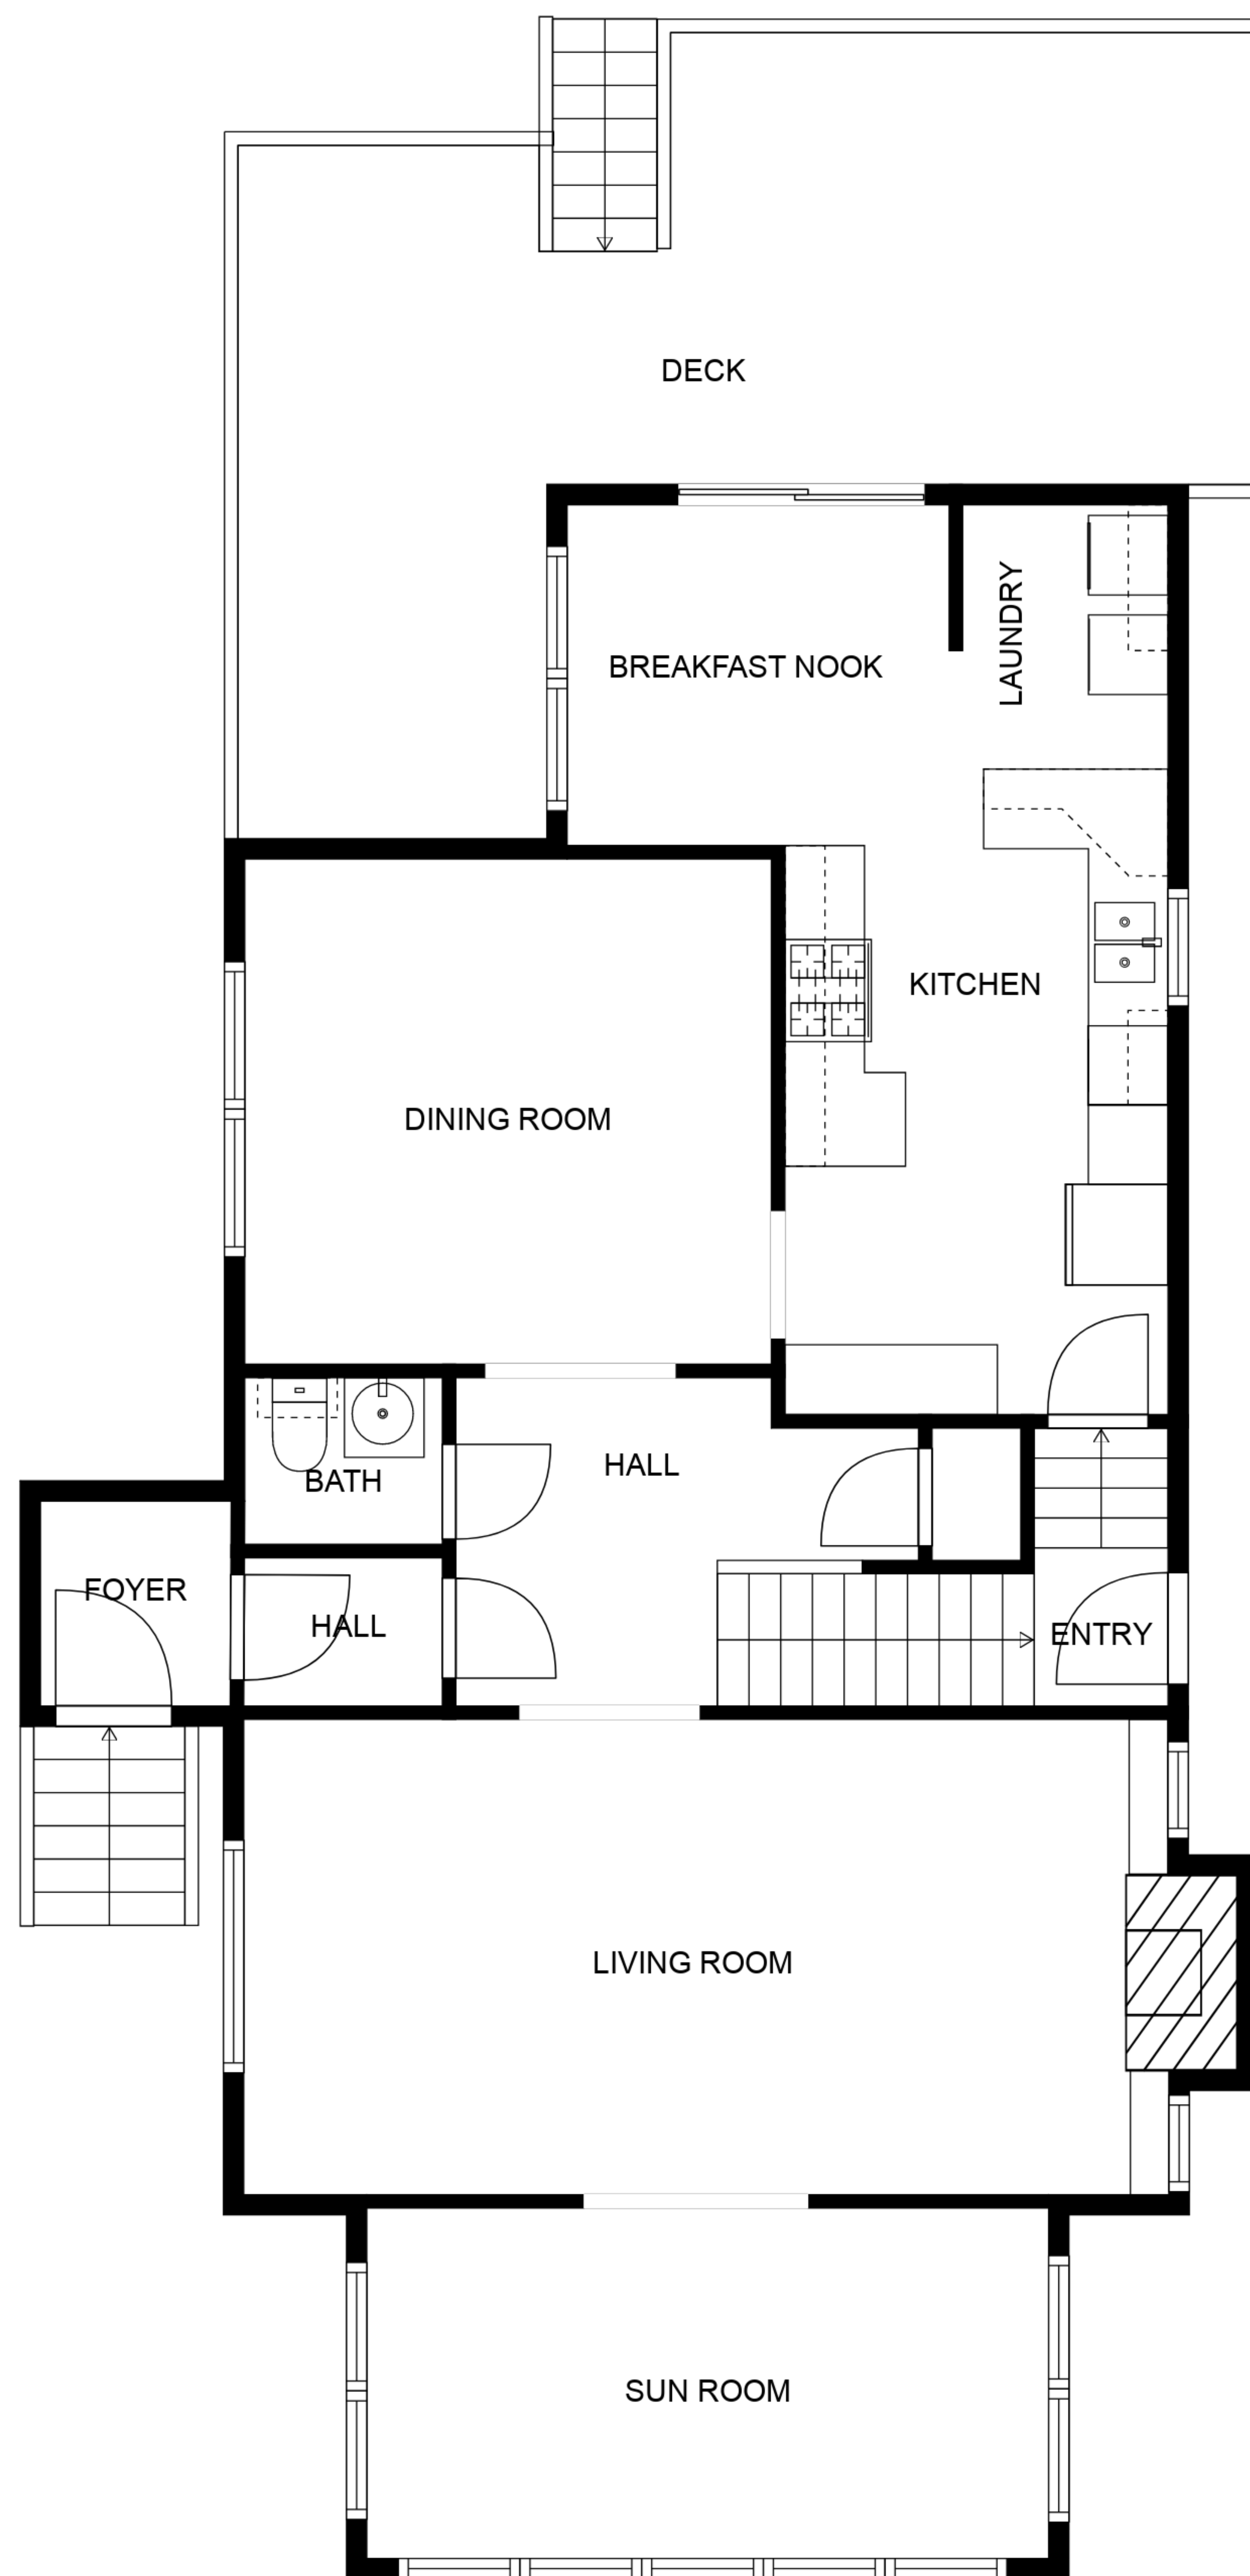 DECK
BREAKFAST NOOK
LAUNDRY
KITCHEN
DINING ROOM
HALL
BATH
FOYER
HALL
ENTRY
LIVING ROOM
SUN ROOM